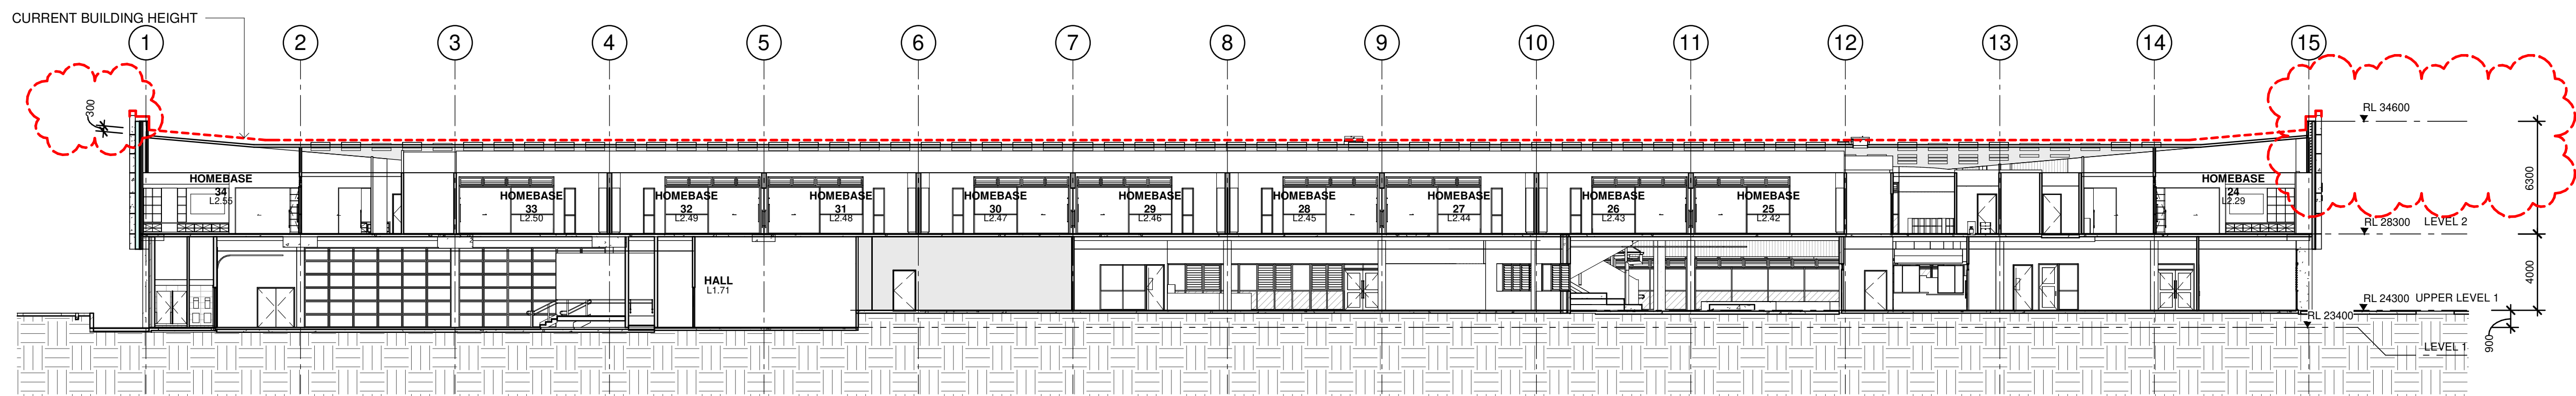 CURRENT BUILDING HEIGHT
1 2 3 4 5 6 7 8 9 10 11 12 13 14 15
300
RL 34600
6300
HOMEBASE
34
L2.55
HOMEBASE
33
L2.50
HOMEBASE
32
L2.49
HOMEBASE
31
L2.48
HOMEBASE
30
L2.47
HOMEBASE
29
L2.46
HOMEBASE
28
L2.45
HOMEBASE
27
L2.44
HOMEBASE
26
L2.43
HOMEBASE
25
L2.42
HOMEBASE
24
L2.29
RL 28300 LEVEL 2
HALL
L1.71
4000
RL 24300 UPPER LEVEL 1
RL 23400
LEVEL 1
900